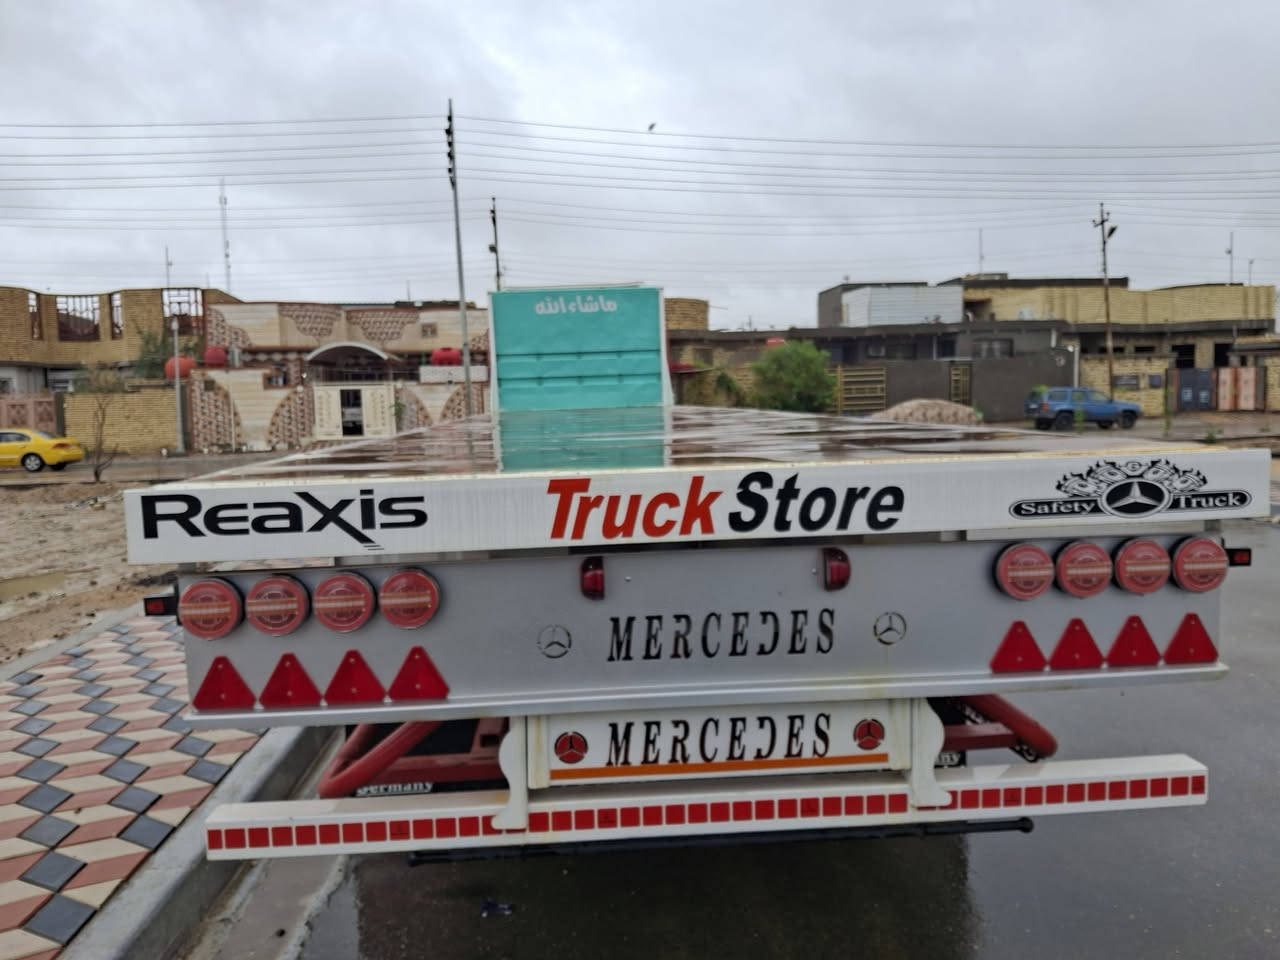 ماشاء الله
Reaxis Truck Store Safety Truck
MERCEDES
MERCEDES
Germany